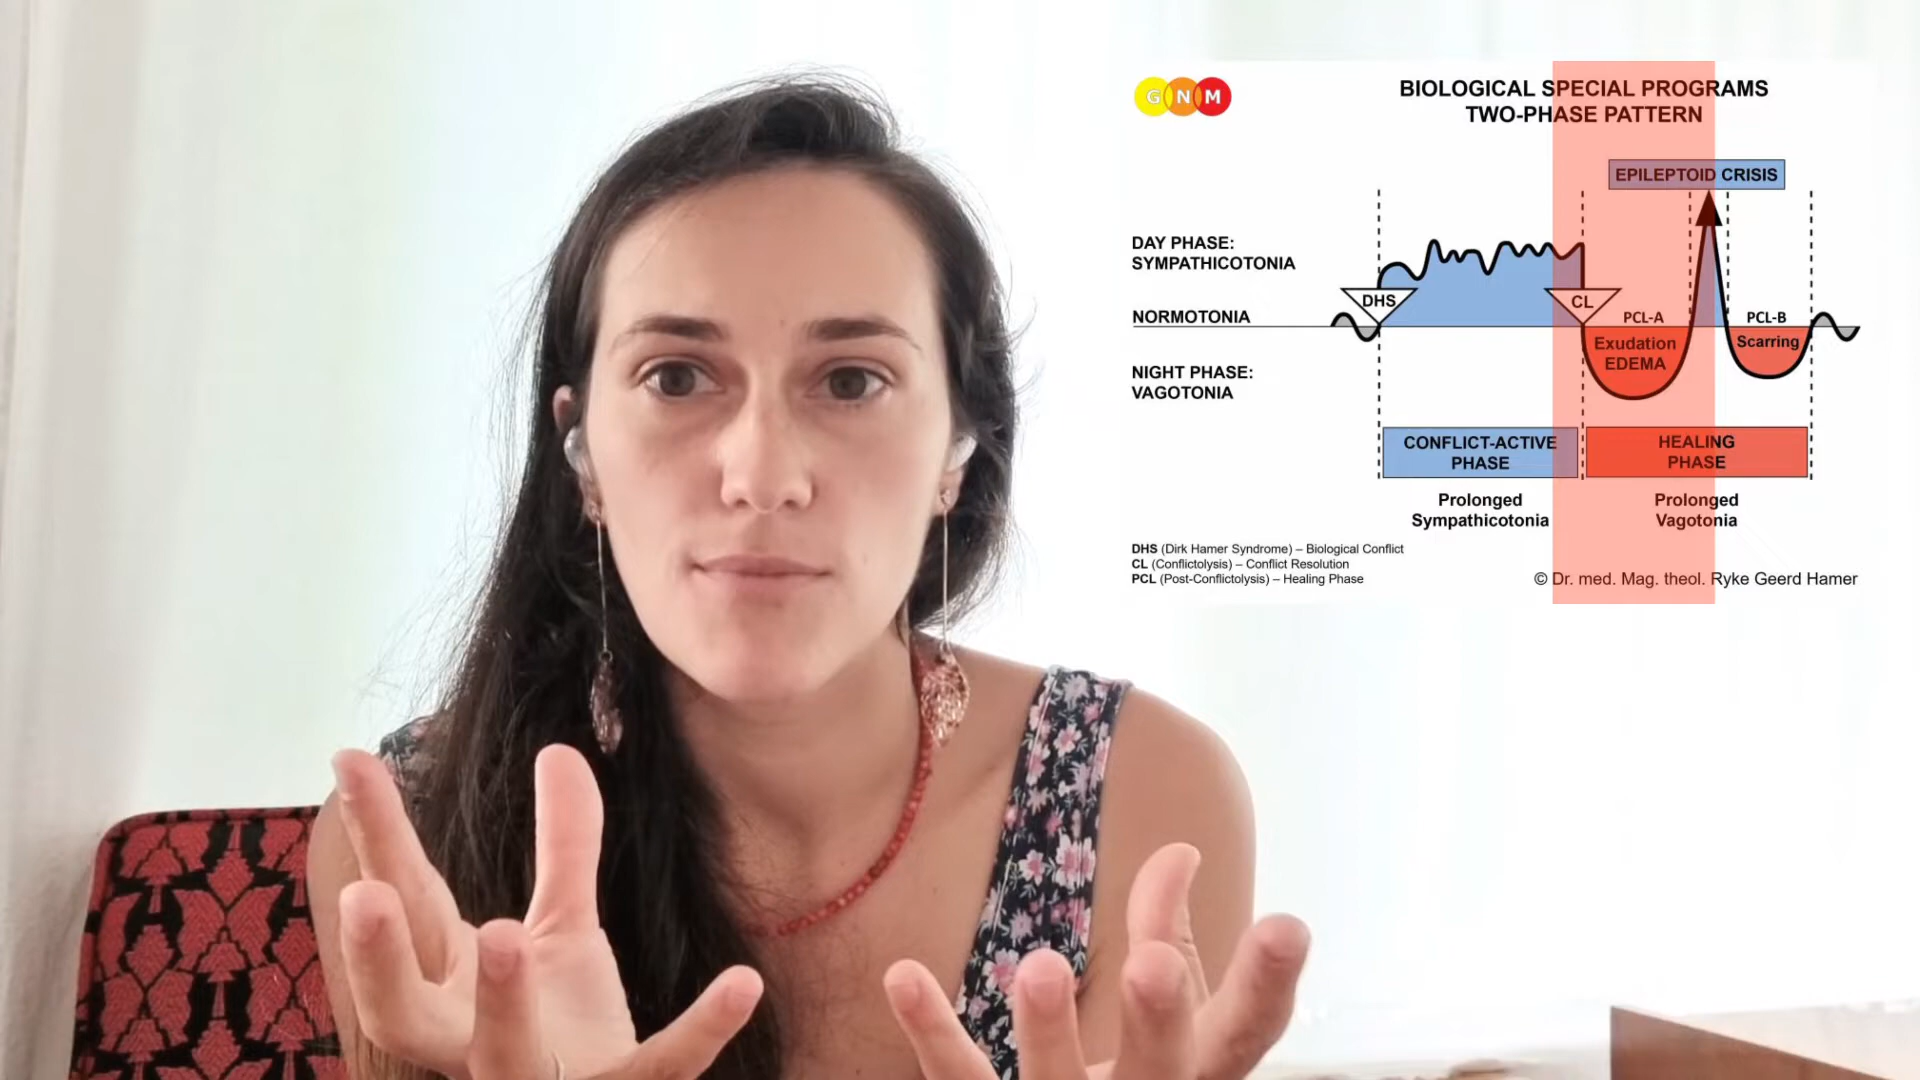 GNM
BIOLOGICAL SPECIAL PROGRAMS
TWO-PHASE PATTERN
EPILEPTOID CRISIS
DAY PHASE:
SYMPATHICOTONIA
DHS
CL
NORMOTONIA
PCL-A
PCL-B
Exudation
EDEMA
Scarring
NIGHT PHASE:
VAGOTONIA
CONFLICT-ACTIVE
PHASE
HEALING
PHASE
Prolonged
Sympathicotonia
Prolonged
Vagotonia
DHS (Dirk Hamer Syndrome) – Biological Conflict
CL (Conflictolysis) – Conflict Resolution
PCL (Post-Conflictolysis) – Healing Phase
© Dr. med. Mag. theol. Ryke Geerd Hamer